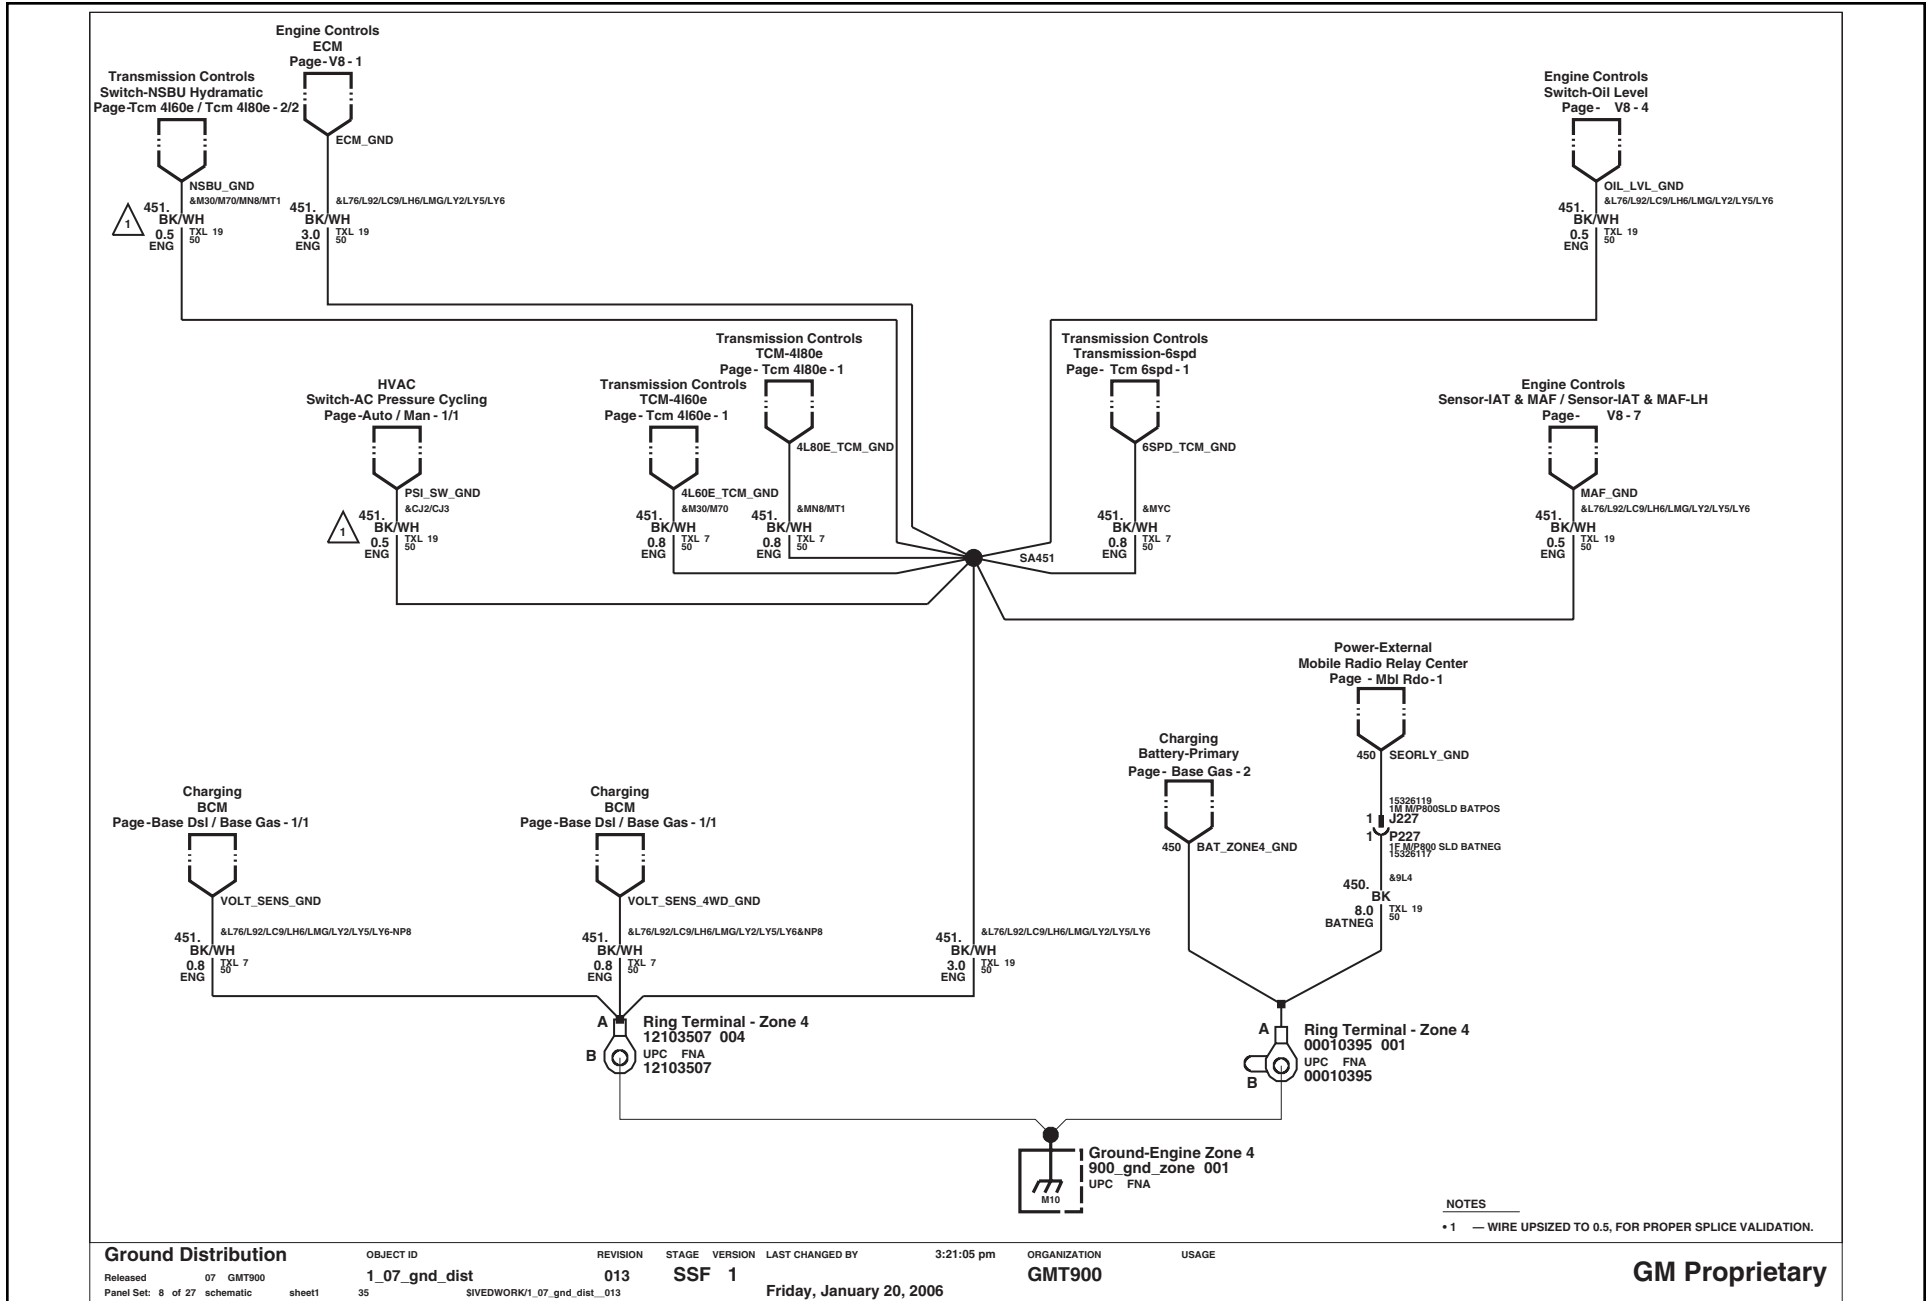 Engine Controls
ECM
Page-V8 - 1
Transmission Controls
Switch-NSBU Hydramatic
Page-Tcm 4l60e / Tcm 4l80e - 2/2
ECM_GND
NSBU_GND
&M30/M70/MN8/MT1
1
451.
BK/WH
0.5
ENG
TXL 19
50
451.
BK/WH
3.0
ENG
&L76/L92/LC9/LH6/LMG/LY2/LY5/LY6
TXL 19
50
Engine Controls
Switch-Oil Level
Page- V8 - 4
OIL_LVL_GND
&L76/L92/LC9/LH6/LMG/LY2/LY5/LY6
451.
BK/WH
0.5
ENG
TXL 19
50
HVAC
Switch-AC Pressure Cycling
Page-Auto / Man - 1/1
PSI_SW_GND
&CJ2/CJ3
1
451.
BK/WH
0.5
ENG
TXL 19
50
Transmission Controls
TCM-4l60e
Page- Tcm 4l60e - 1
4L60E_TCM_GND
&M30/M70
451.
BK/WH
0.8
ENG
TXL 7
50
Transmission Controls
TCM-4l80e
Page- Tcm 4l80e - 1
4L80E_TCM_GND
&MN8/MT1
451.
BK/WH
0.8
ENG
TXL 7
50
Transmission Controls
Transmission-6spd
Page- Tcm 6spd - 1
6SPD_TCM_GND
&MYC
451.
BK/WH
0.8
ENG
TXL 7
50
Engine Controls
Sensor-IAT & MAF / Sensor-IAT & MAF-LH
Page- V8 - 7
MAF_GND
&L76/L92/LC9/LH6/LMG/LY2/LY5/LY6
451.
BK/WH
0.5
ENG
TXL 19
50
SA451
Power-External
Mobile Radio Relay Center
Page - Mbl Rdo-1
450 SEORLY_GND
15326119
1M M/P800SLD BATPOS
1 J227
1 P227
1F M/P800 SLD BATNEG
15326117
&9L4
450.
BK
8.0
BATNEG
TXL 19
50
Charging
Battery-Primary
Page- Base Gas - 2
450 BAT_ZONE4_GND
Charging
BCM
Page-Base Dsl / Base Gas - 1/1
VOLT_SENS_GND
&L76/L92/LC9/LH6/LMG/LY2/LY5/LY6-NP8
451.
BK/WH
0.8
ENG
TXL 7
50
Charging
BCM
Page-Base Dsl / Base Gas - 1/1
VOLT_SENS_4WD_GND
&L76/L92/LC9/LH6/LMG/LY2/LY5/LY6&NP8
451.
BK/WH
0.8
ENG
TXL 7
50
&L76/L92/LC9/LH6/LMG/LY2/LY5/LY6
451.
BK/WH
3.0
ENG
TXL 19
50
A
B
Ring Terminal - Zone 4
12103507 004
UPC FNA
12103507
A
B
Ring Terminal - Zone 4
00010395 001
UPC FNA
00010395
Ground-Engine Zone 4
900_gnd_zone 001
UPC FNA
M10
NOTES
• 1 — WIRE UPSIZED TO 0.5, FOR PROPER SPLICE VALIDATION.
Ground Distribution
Released 07 GMT900
Panel Set: 8 of 27 schematic sheet1 35
OBJECT ID
1_07_gnd_dist
$IVEDWORK/1_07_gnd_dist__013
REVISION
013
STAGE
SSF
VERSION
1
LAST CHANGED BY
3:21:05 pm
Friday, January 20, 2006
ORGANIZATION
GMT900
USAGE
GM Proprietary